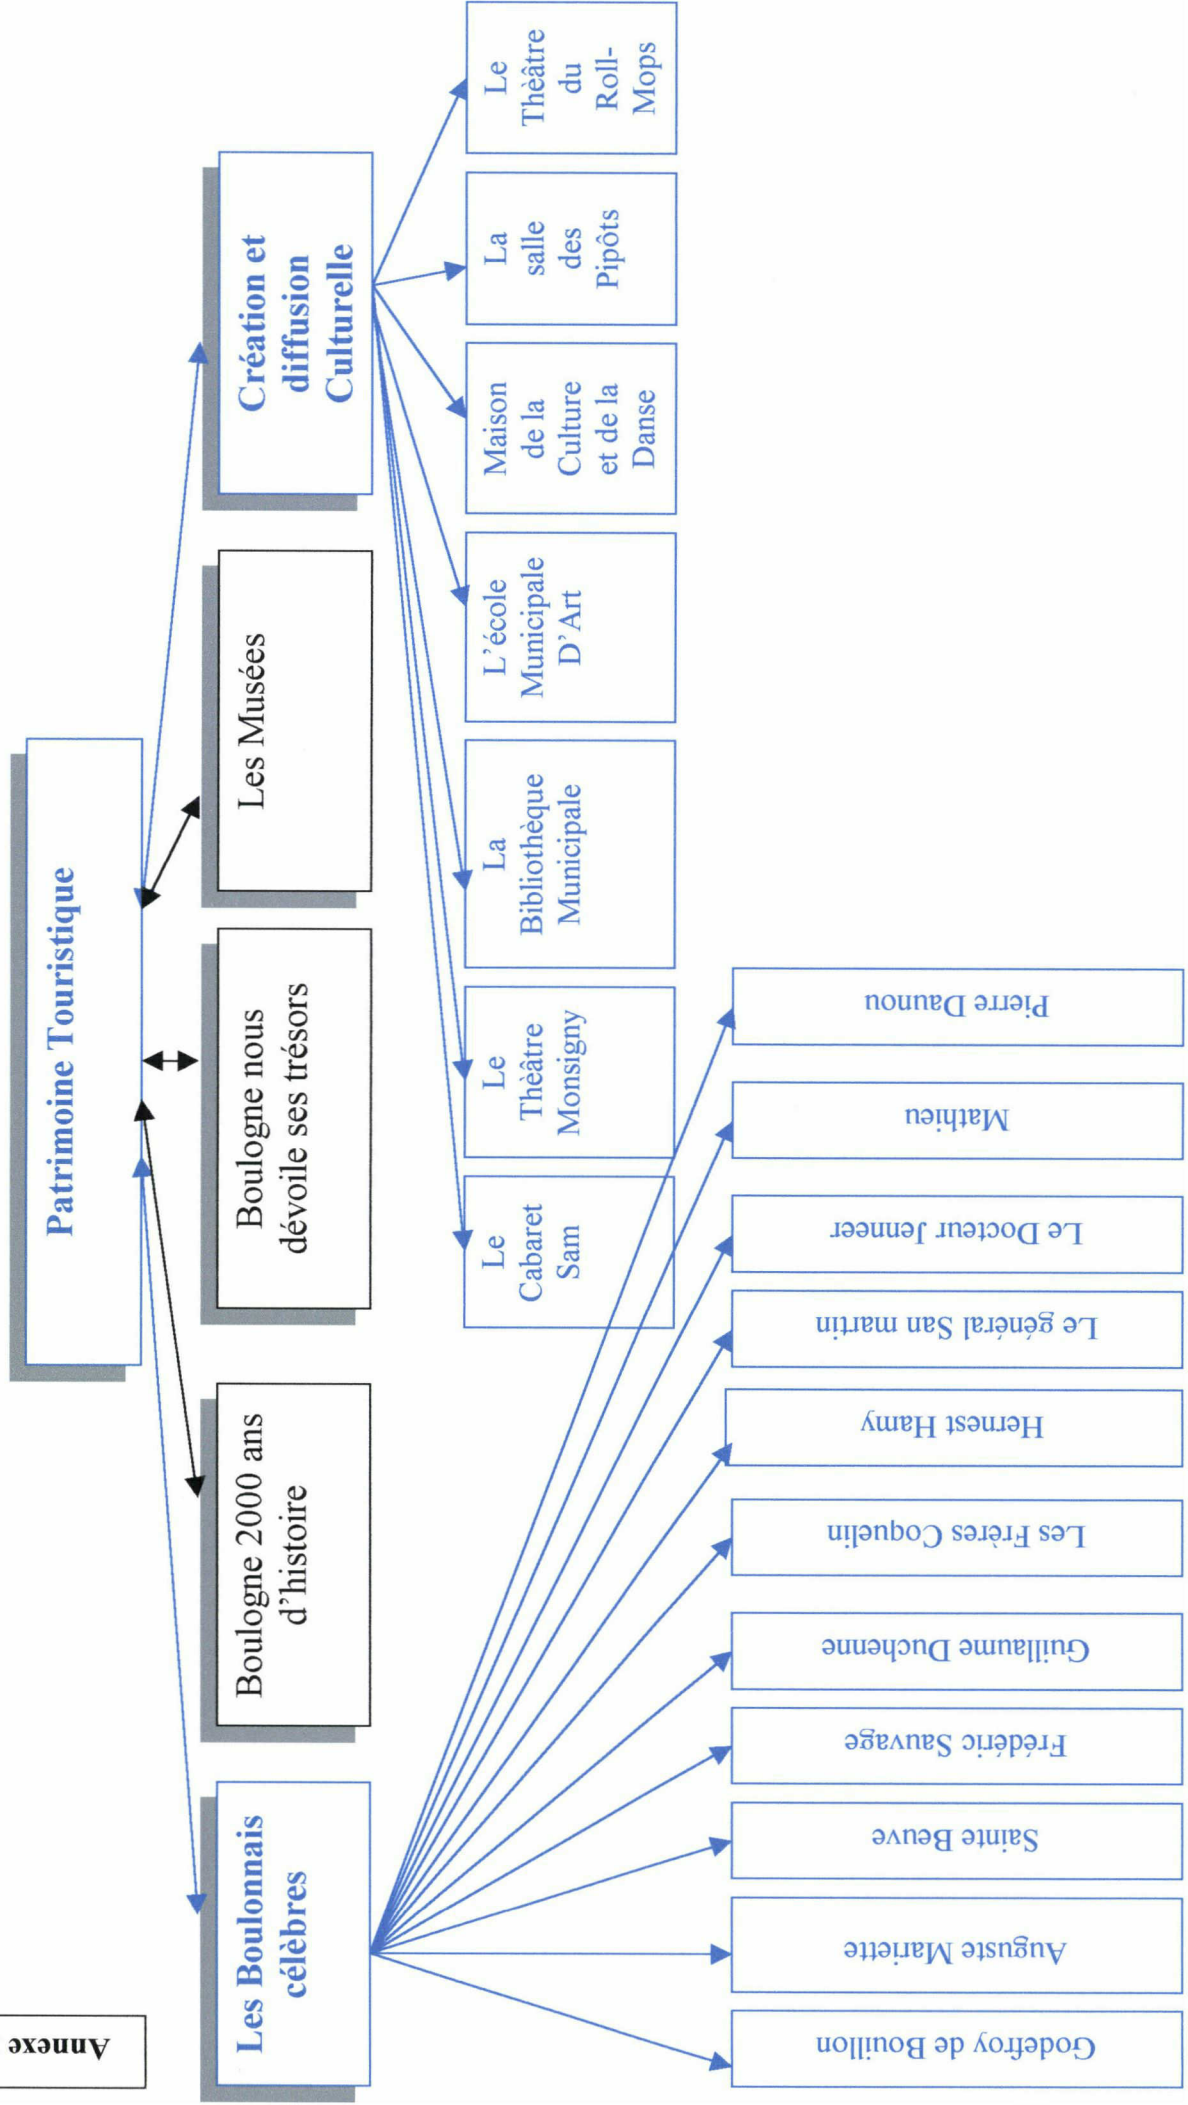 Annexe
Patrimoine Touristique
Les Boulonnais
célèbres
Boulogne 2000 ans
d'histoire
Boulogne nous
dévoile ses trésors
Les Musées
Création et
diffusion
Culturelle
Le
Cabaret
Sam
Le
Thèâtre
Monsigny
La
Bibliothèque
Municipale
L'école
Municipale
D'Art
Maison
de la
Culture
et de la
Danse
La
salle
des
Pipôts
Le
Thèâtre
du
Roll-
Mops
Godefroy de Bouillon
Auguste Mariette
Sainte Beuve
Frédéric Sauvage
Guillaume Duchenne
Les Frères Coquelin
Hernest Hamy
Le général San martin
Le Docteur Jenneer
Mathieu
Pierre Daunou